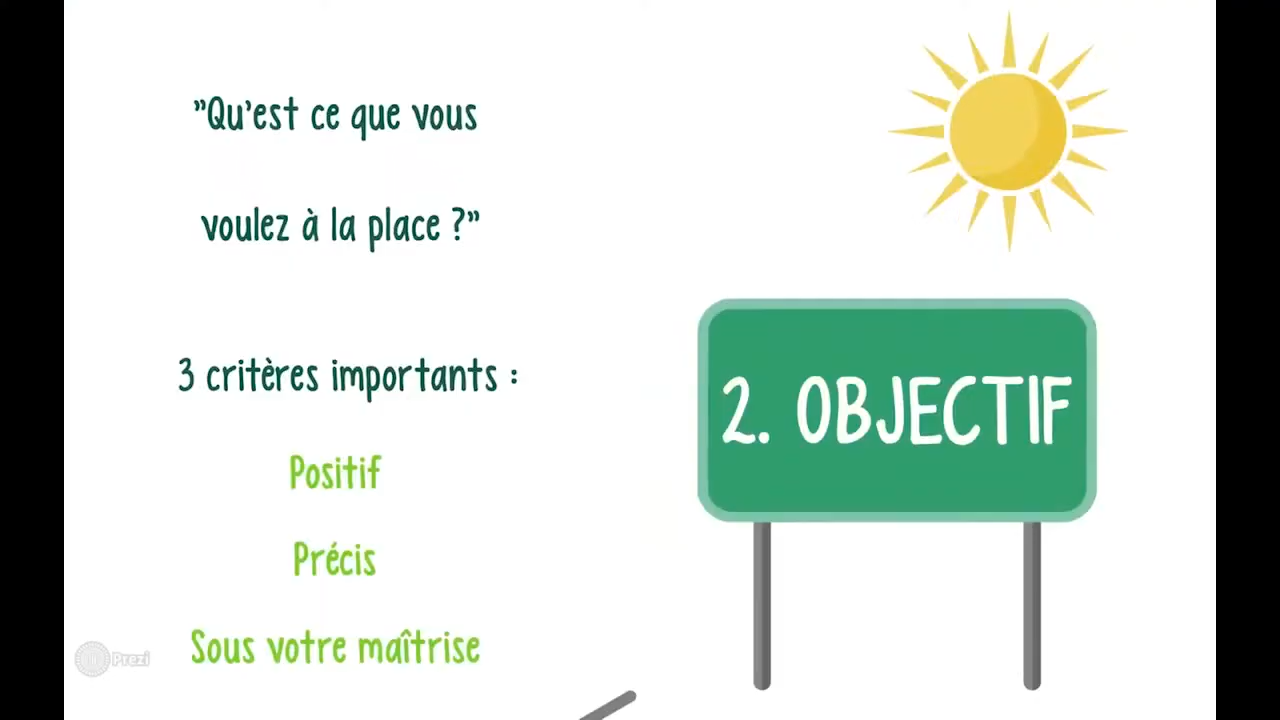 "Qu'est ce que vous
voulez à la place ?"
3 critères importants :
Positif
Précis
Sous votre maîtrise
2. OBJECTIF
Prezi